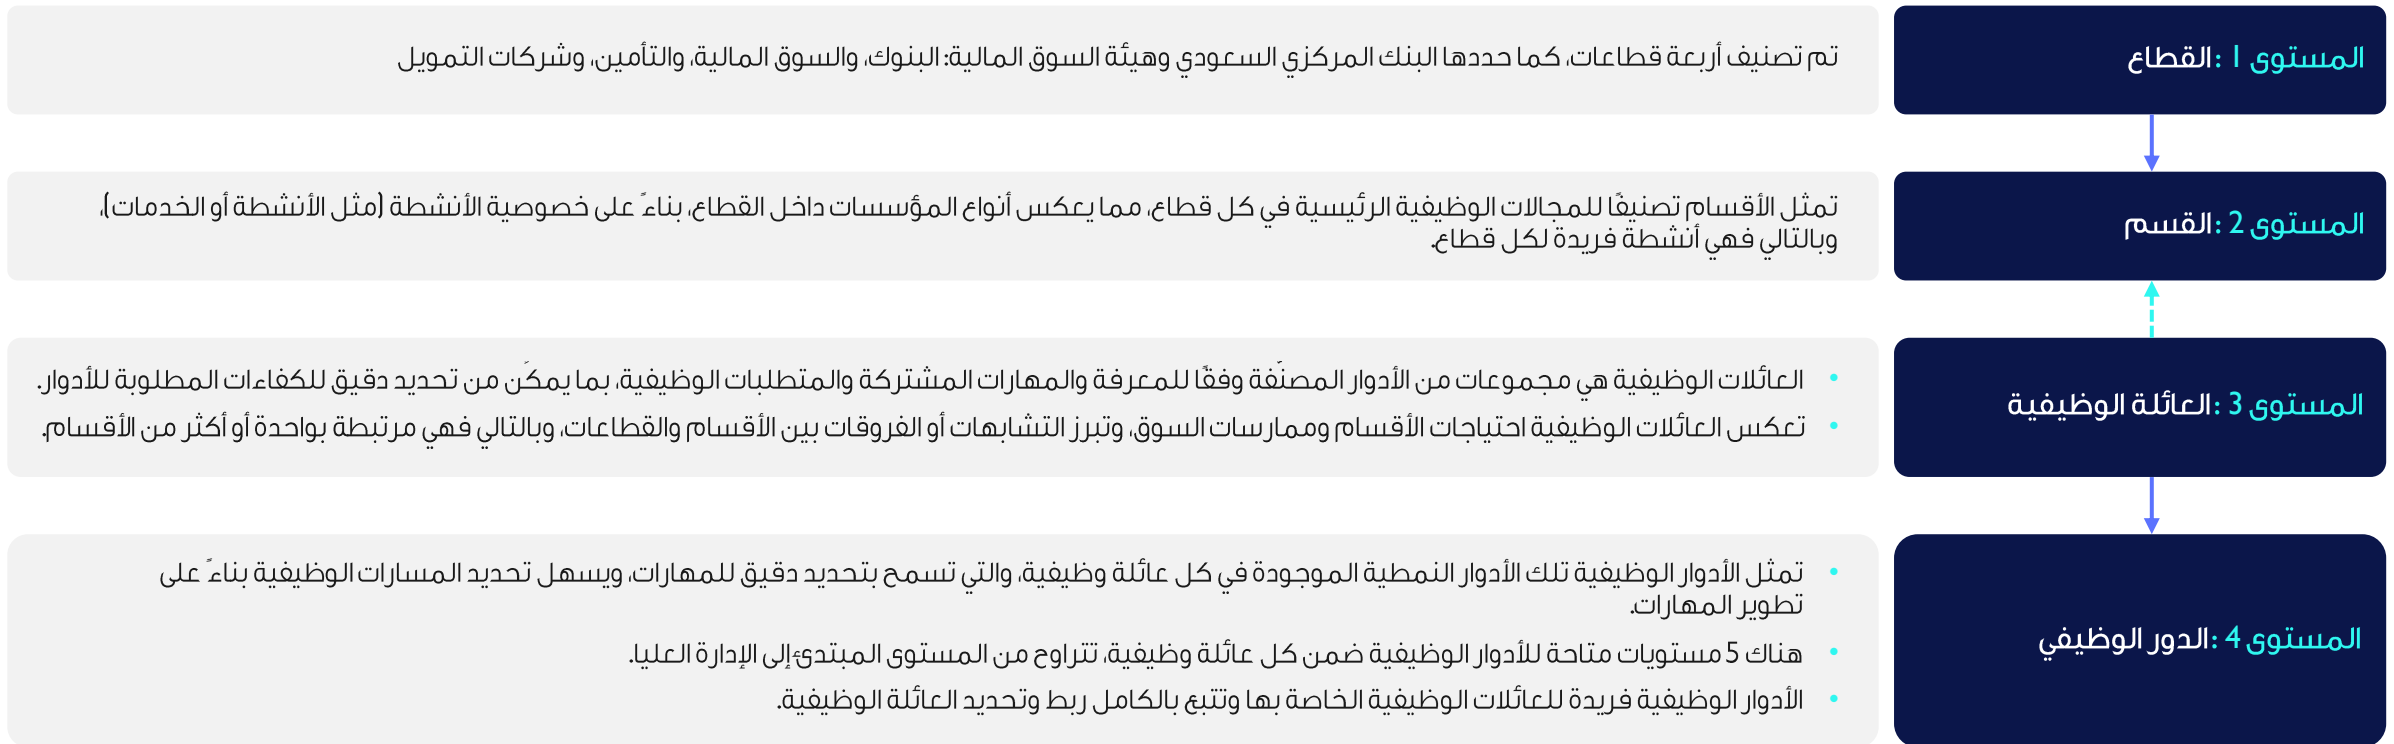 المستوى 1 :القطاع
تم تصنيف أربعة قطاعات، كما حددها البنك المركزي السعودي وهيئة السوق المالية: البنوك، والسوق المالية، والتأمين، وشركات التمويل
المستوى 2 :القسم
تمثل الأقسام تصنيفًا للمجالات الوظيفية الرئيسية في كل قطاع، مما يعكس أنواع المؤسسات داخل القطاع، بناءً على خصوصية الأنشطة (مثل الأنشطة أو الخدمات)،
وبالتالي فهي أنشطة فريدة لكل قطاع.
المستوى 3 :العائلة الوظيفية
• العائلات الوظيفية هي مجموعات من الأدوار المصنّفة وفقًا للمعرفة والمهارات المشتركة والمتطلبات الوظيفية، بما يمكَن من تحديد دقيق للكفاءات المطلوبة للأدوار.
• تعكس العائلات الوظيفية احتياجات الأقسام وممارسات السوق، وتبرز التشابهات أو الفروقات بين الأقسام والقطاعات، وبالتالي فهي مرتبطة بواحدة أو أكثر من الأقسام.
المستوى 4 :الدور الوظيفي
• تمثل الأدوار الوظيفية تلك الأدوار النمطية الموجودة في كل عائلة وظيفية، والتي تسمح بتحديد دقيق للمهارات، ويسهل تحديد المسارات الوظيفية بناءً على
تطوير المهارات.
• هناك 5 مستويات متاحة للأدوار الوظيفية ضمن كل عائلة وظيفية، تتراوح من المستوى المبتدئ إلى الإدارة العليا.
• الأدوار الوظيفية فريدة للعائلات الوظيفية الخاصة بها وتتبع بالكامل ربط وتحديد العائلة الوظيفية.